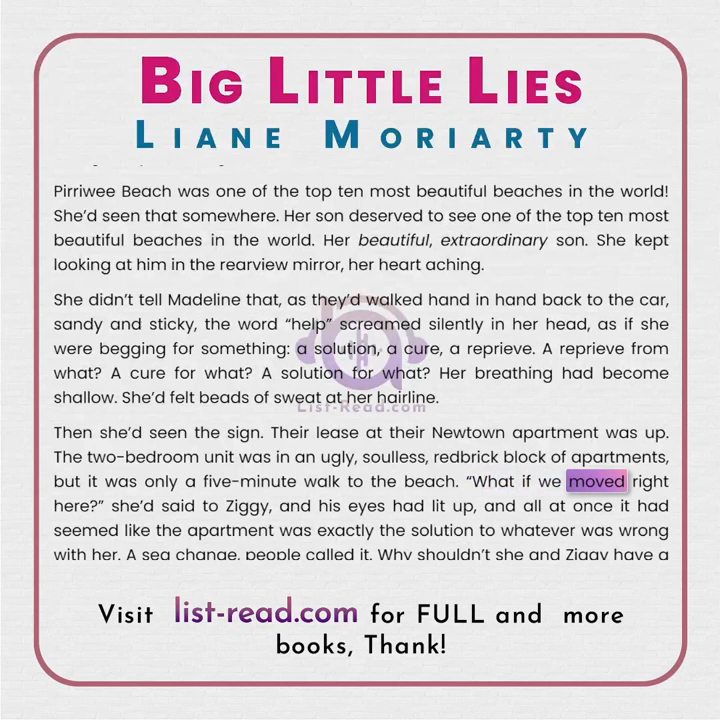 BIG LITTLE LIES
LIANE MORIARTY
Pirriwee Beach was one of the top ten most beautiful beaches in the world!
She’d seen that somewhere. Her son deserved to see one of the top ten most
beautiful beaches in the world. Her beautiful, extraordinary son. She kept
looking at him in the rearview mirror, her heart aching.
She didn’t tell Madeline that, as they’d walked hand in hand back to the car,
sandy and sticky, the word “help” screamed silently in her head, as if she
were begging for something: a solution, a cure, a reprieve. A reprieve from
what? A cure for what? A solution for what? Her breathing had become
shallow. She’d felt beads of sweat at her hairline.
List-Read.com
Then she’d seen the sign. Their lease at their Newtown apartment was up.
The two-bedroom unit was in an ugly, soulless, redbrick block of apartments,
but it was only a five-minute walk to the beach. “What if we moved right
here?” she’d said to Ziggy, and his eyes had lit up, and all at once it had
seemed like the apartment was exactly the solution to whatever was wrong
with her. A sea change, people called it. Why shouldn’t she and Ziggy have a
Visit list-read.com for FULL and more
books, Thank!